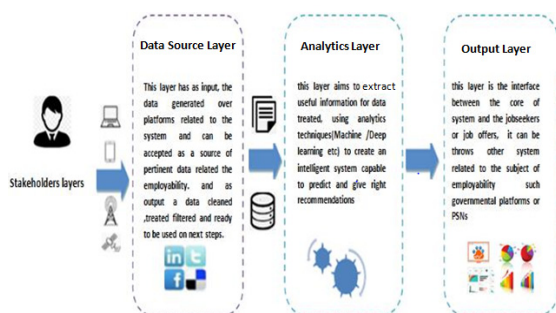 Stakeholders layers
Data Source Layer
This layer has as input, the
data generated over
platforms related to the
system and can be
accepted as a source of
pertinent data related the
employability. and as
output a data cleaned
,treated filtered and ready
to be used on next steps.
in t
f
Analytics Layer
this layer aims to extract
useful information for data
treated, using analytics
techniques(Machine /Deep
learning etc) to create an
intelligent system capable
to predict and give right
recommendations
Output Layer
this layer is the interface
between the core of
system and the jobseekers
or job offers, it can be
throws other system
related to the subject of
employability such
governmental platforms or
PSNs